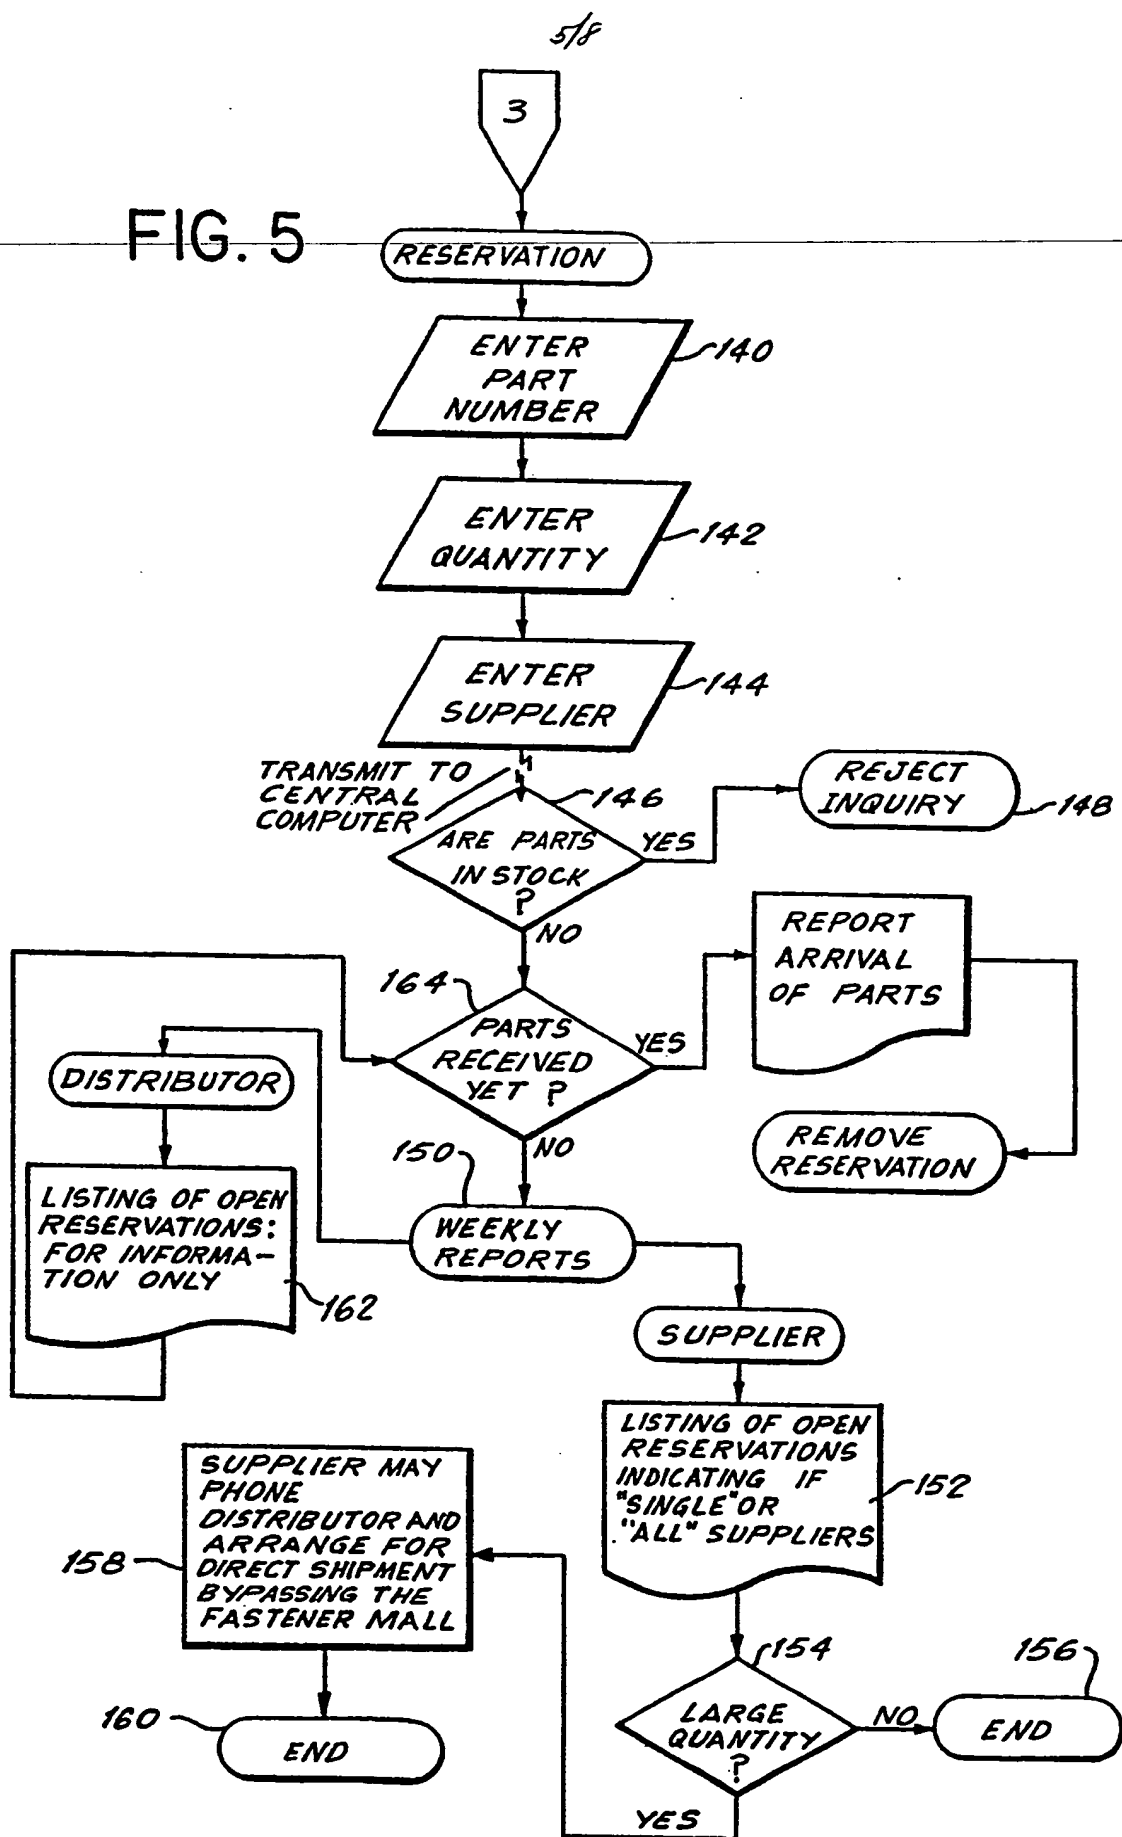 5/8
3
FIG. 5
RESERVATION
ENTER
PART
NUMBER
140
ENTER
QUANTITY
142
ENTER
SUPPLIER
144
TRANSMIT TO
CENTRAL
COMPUTER
146
ARE PARTS
IN STOCK
?
YES
REJECT
INQUIRY
148
NO
164
PARTS
RECEIVED
YET ?
YES
REPORT
ARRIVAL
OF PARTS
REMOVE
RESERVATION
NO
DISTRIBUTOR
LISTING OF OPEN
RESERVATIONS:
FOR INFORMA-
TION ONLY
162
150
WEEKLY
REPORTS
SUPPLIER
LISTING OF OPEN
RESERVATIONS
INDICATING IF
"SINGLE" OR
"ALL" SUPPLIERS
152
SUPPLIER MAY
PHONE
DISTRIBUTOR AND
ARRANGE FOR
DIRECT SHIPMENT
BYPASSING THE
FASTENER MALL
158
160
END
154
LARGE
QUANTITY
?
NO
156
END
YES